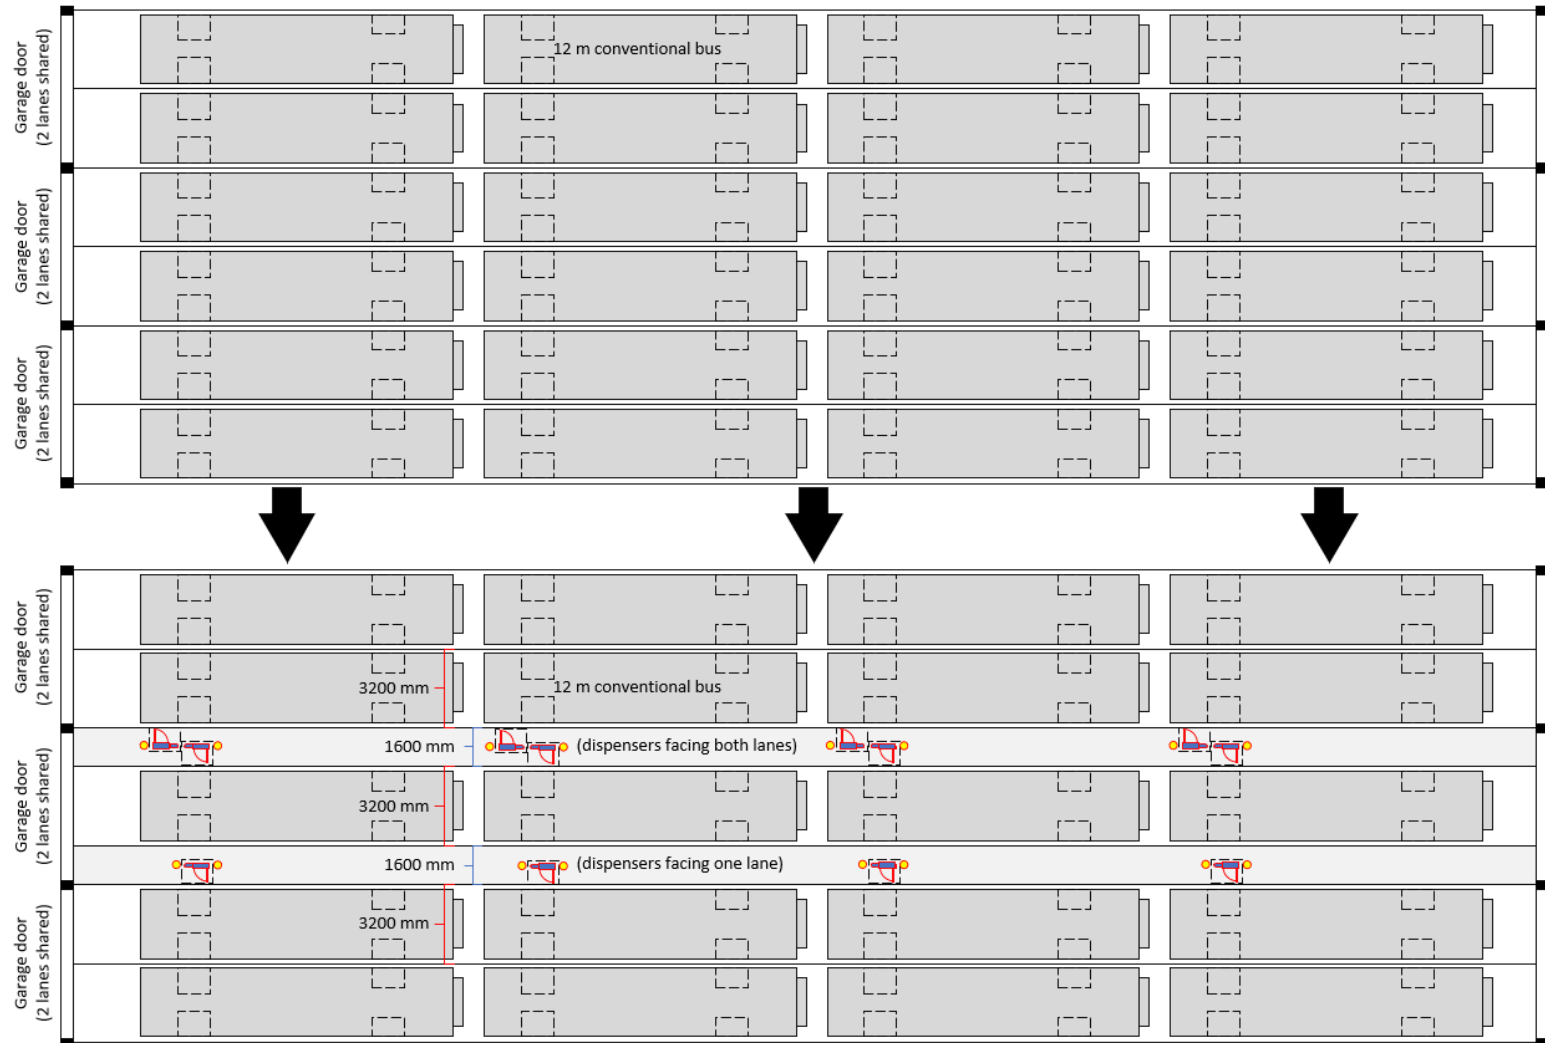 Garage door
(2 lanes shared)
12 m conventional bus
Garage door
(2 lanes shared)
Garage door
(2 lanes shared)
Garage door
(2 lanes shared)
3200 mm
12 m conventional bus
1600 mm
(dispensers facing both lanes)
Garage door
(2 lanes shared)
3200 mm
1600 mm
(dispensers facing one lane)
Garage door
(2 lanes shared)
3200 mm